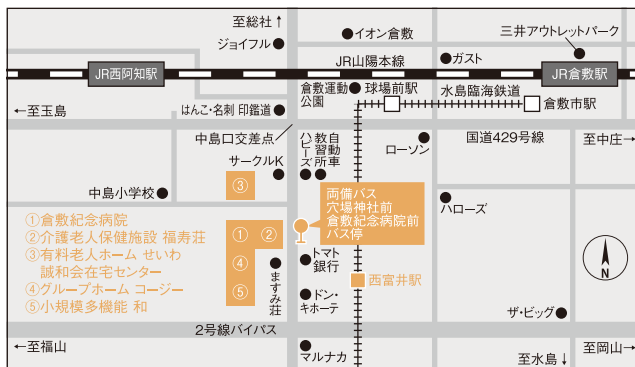 至総社↑
ジョイフル
イオン倉敷
三井アウトレットパーク
JR山陽本線
ガスト
JR西阿知駅
JR倉敷駅
倉敷運動
公園
球場前駅
水島臨海鉄道
倉敷市駅
←至玉島
はんこ・名刺 印鑑道
中島口交差点
ハピーズ
自動車
教習所
ローソン
国道429号線
至中庄→
サークルK
中島小学校
③
両備バス
穴場神社前
倉敷紀念病院前
バス停
ハローズ
①倉敷紀念病院
②介護老人保健施設 福寿荘
③有料老人ホーム せいわ
誠和会在宅センター
④グループホーム コージー
⑤小規模多機能 和
① ②
④
⑤
ますみ荘
トマト
銀行
西富井駅
ドン・
キホーテ
ザ・ビッグ
N
2号線バイパス
←至福山
マルナカ
至水島↓
至岡山→